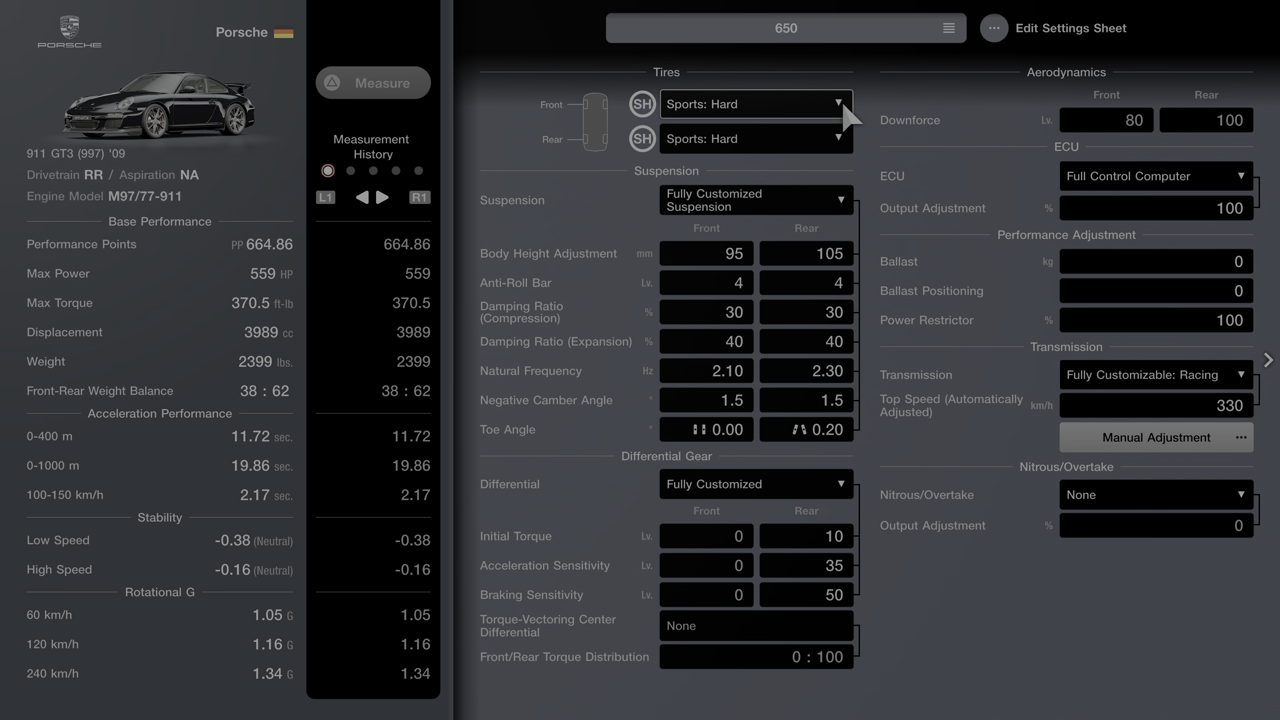 PORSCHE
Porsche
911 GT3 (997) '09
Drivetrain RR / Aspiration NA
Engine Model M97/77-911
Base Performance
Performance Points PP 664.86
Max Power 559 HP
Max Torque 370.5 ft-lb
Displacement 3989 cc
Weight 2399 lbs.
Front-Rear Weight Balance 38 : 62
Acceleration Performance
0-400 m 11.72 sec.
0-1000 m 19.86 sec.
100-150 km/h 2.17 sec.
Stability
Low Speed -0.38 (Neutral)
High Speed -0.16 (Neutral)
Rotational G
60 km/h 1.05 G
120 km/h 1.16 G
240 km/h 1.34 G
Measure
Measurement
History
L1 R1
664.86
559
370.5
3989
2399
38 : 62
11.72
19.86
2.17
-0.38
-0.16
1.05
1.16
1.34
650
Edit Settings Sheet
Tires
Front SH Sports: Hard
Rear SH Sports: Hard
Suspension
Suspension Fully Customized
Suspension
Front Rear
Body Height Adjustment mm 95 105
Anti-Roll Bar Lv. 4 4
Damping Ratio
(Compression) % 30 30
Damping Ratio (Expansion) % 40 40
Natural Frequency Hz 2.10 2.30
Negative Camber Angle ° 1.5 1.5
Toe Angle ° 0.00 0.20
Differential Gear
Differential Fully Customized
Front Rear
Initial Torque Lv. 0 10
Acceleration Sensitivity Lv. 0 35
Braking Sensitivity Lv. 0 50
Torque-Vectoring Center
Differential None
Front/Rear Torque Distribution 0 : 100
Aerodynamics
Front Rear
Downforce Lv. 80 100
ECU
ECU Full Control Computer
Output Adjustment % 100
Performance Adjustment
Ballast kg 0
Ballast Positioning 0
Power Restrictor % 100
Transmission
Transmission Fully Customizable: Racing
Top Speed (Automatically
Adjusted) km/h 330
Manual Adjustment
Nitrous/Overtake
Nitrous/Overtake None
Output Adjustment % 0